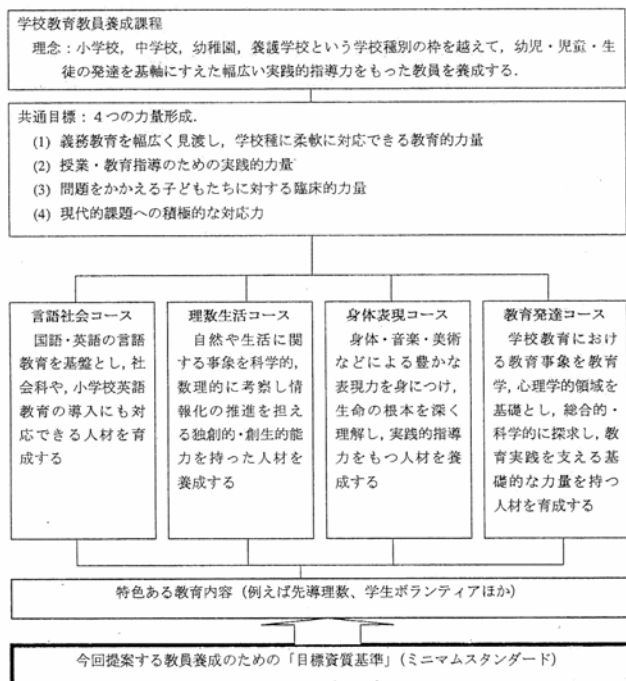 学校教育教員養成課程
理念：小学校，中学校，幼稚園，養護学校という学校種別の枠を越えて，幼児・児童・生
徒の発達を基軸にすえた幅広い実践的指導力をもった教員を養成する．
共通目標：４つの力量形成．
(1) 義務教育を幅広く見渡し，学校種に柔軟に対応できる教育的力量
(2) 授業・教育指導のための実践的力量
(3) 問題をかかえる子どもたちに対する臨床的力量
(4) 現代的課題への積極的な対応力
言語社会コース
国語・英語の言語
教育を基盤とし，社
会科や，小学校英語
教育の導入にも対
応できる人材を育
成する
理数生活コース
自然や生活に関
する事象を科学的，
数理的に考察し情
報化の推進を担え
る独創的・創生的能
力を持った人材を
養成する
身体表現コース
身体・音楽・美術
などによる豊かな
表現力を身につけ，
生命の根本を深く
理解し，実践的指導
力をもつ人材を養
成する
教育発達コース
学校教育におけ
る教育事象を教育
学，心理学的領域を
基礎とし，総合的・
科学的に探求し，教
育実践を支える基
礎的な力量を持つ
人材を育成する
特色ある教育内容（例えば先導理数、学生ボランティアほか）
今回提案する教員養成のための「目標資質基準」（ミニマムスタンダード）